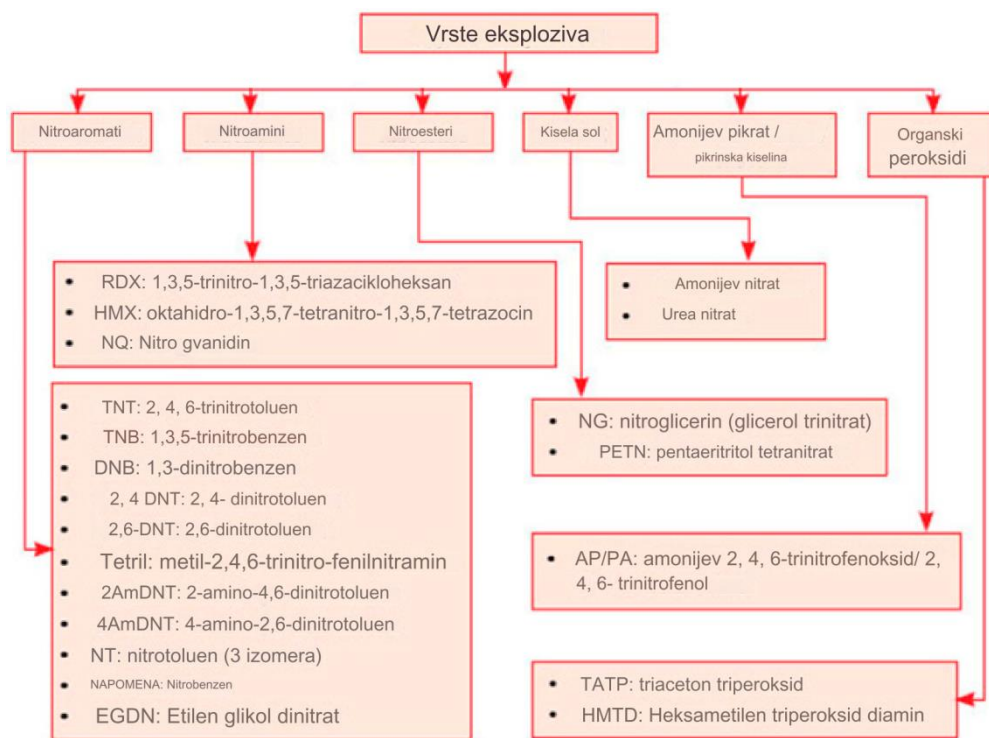 Vrste eksploziva
Nitroaromati
Nitroamini
Nitroesteri
Kisela sol
Amonijev pikrat /
pikrinska kiselina
Organski
peroksidi
RDX: 1,3,5-trinitro-1,3,5-triazacikloheksan
HMX: oktahidro-1,3,5,7-tetranitro-1,3,5,7-tetrazocin
NQ: Nitro gvanidin
Amonijev nitrat
Urea nitrat
TNT: 2, 4, 6-trinitrotoluen
TNB: 1,3,5-trinitrobenzen
DNB: 1,3-dinitrobenzen
2, 4 DNT: 2, 4- dinitrotoluen
2,6-DNT: 2,6-dinitrotoluen
Tetril: metil-2,4,6-trinitro-fenilnitramin
2AmDNT: 2-amino-4,6-dinitrotoluen
4AmDNT: 4-amino-2,6-dinitrotoluen
NT: nitrotoluen (3 izomera)
NAPOMENA: Nitrobenzen
EGDN: Etilen glikol dinitrat
NG: nitroglicerin (glicerol trinitrat)
PETN: pentaeritritol tetranitrat
AP/PA: amonijev 2, 4, 6-trinitrofenoksid/ 2,
4, 6- trinitrofenol
TATP: triaceton triperoksid
HMTD: Heksametilen triperoksid diamin